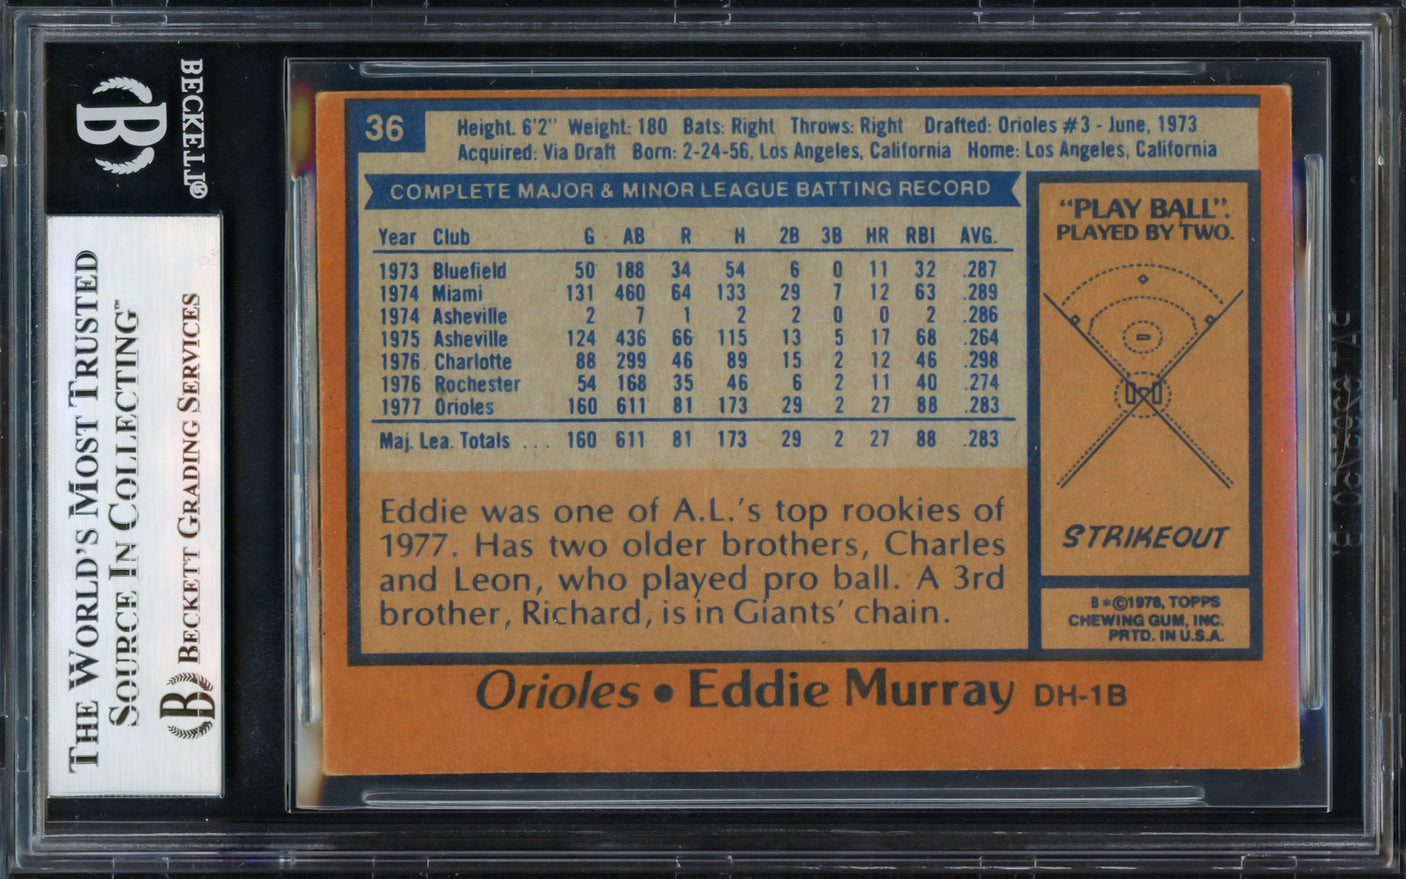 BECKETT®
B
THE WORLD'S MOST TRUSTED
SOURCE IN COLLECTING™
BECKETT GRADING SERVICES
B
36
Height. 6'2" Weight: 180 Bats: Right Throws: Right Drafted: Orioles #3 - June, 1973
Acquired: Via Draft Born: 2-24-56, Los Angeles, California Home: Los Angeles, California
COMPLETE MAJOR & MINOR LEAGUE BATTING RECORD
Year Club G AB R H 2B 3B HR RBI AVG.
1973 Bluefield 50 188 34 54 6 0 11 32 .287
1974 Miami 131 460 64 133 29 7 12 63 .289
1974 Asheville 2 7 1 2 2 0 0 2 .286
1975 Asheville 124 436 66 115 13 5 17 68 .264
1976 Charlotte 88 299 46 89 15 2 12 46 .298
1976 Rochester 54 168 35 46 6 2 11 40 .274
1977 Orioles 160 611 81 173 29 2 27 88 .283
Maj. Lea. Totals ... 160 611 81 173 29 2 27 88 .283
Eddie was one of A.L.'s top rookies of
1977. Has two older brothers, Charles
and Leon, who played pro ball. A 3rd
brother, Richard, is in Giants' chain.
"PLAY BALL".
PLAYED BY TWO.
STRIKEOUT
B*©1978, TOPPS
CHEWING GUM, INC.
PRTD. IN U.S.A.
Orioles • Eddie Murray DH-1B